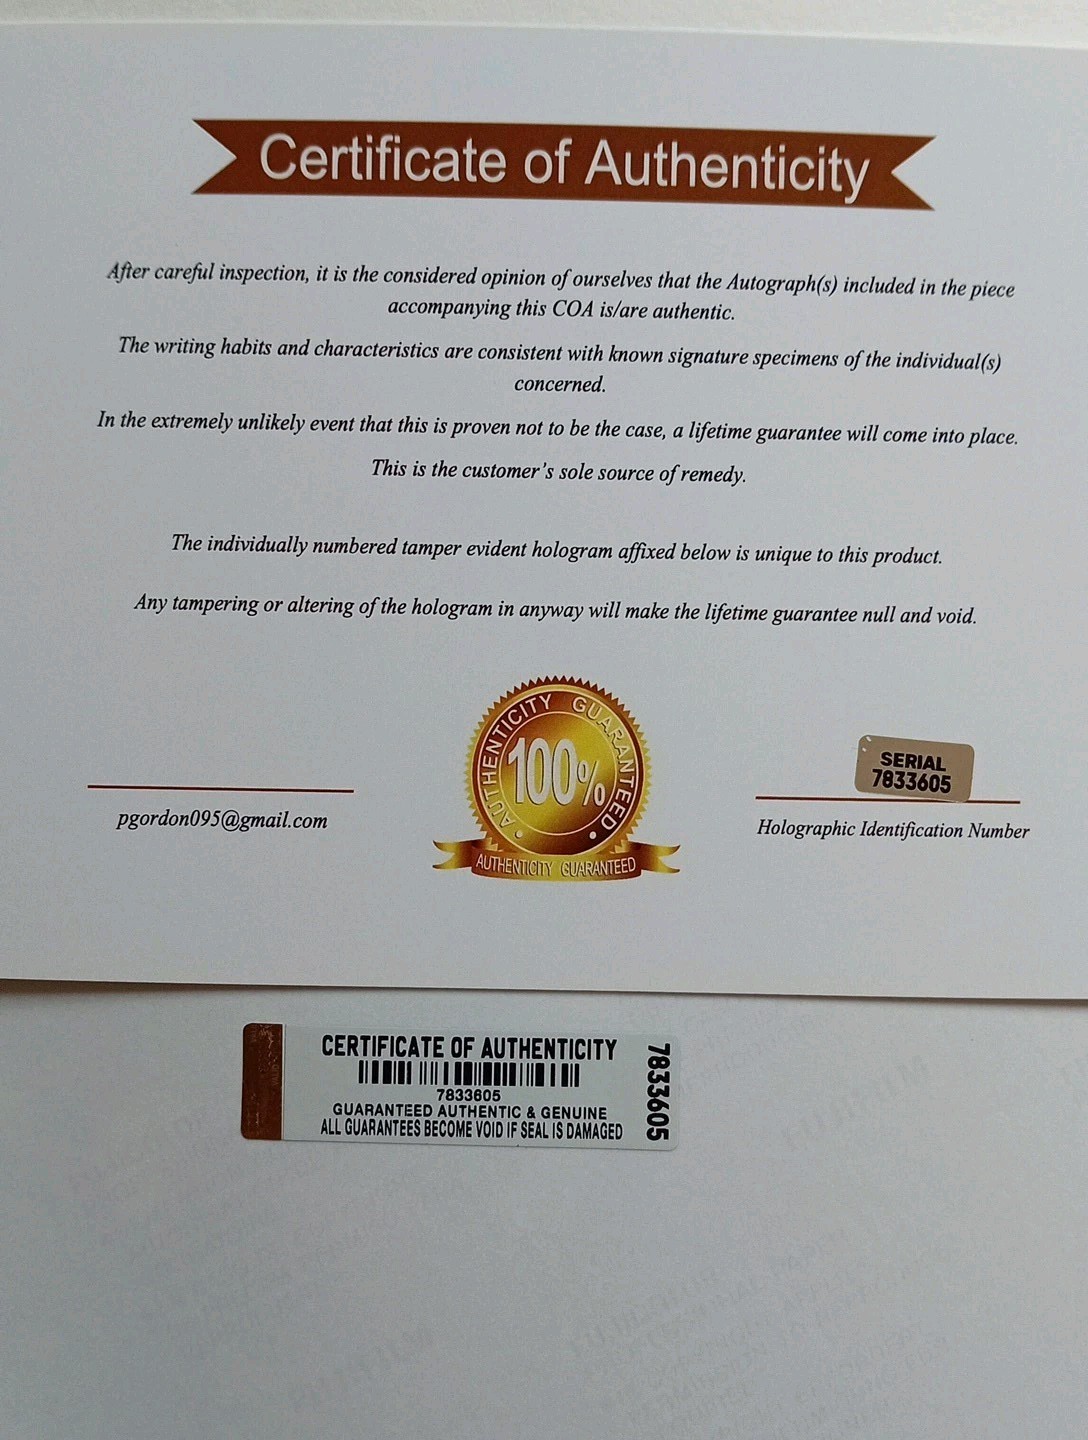 Certificate of Authenticity
After careful inspection, it is the considered opinion of ourselves that the Autograph(s) included in the piece
accompanying this COA is/are authentic.
The writing habits and characteristics are consistent with known signature specimens of the individual(s)
concerned.
In the extremely unlikely event that this is proven not to be the case, a lifetime guarantee will come into place.
This is the customer's sole source of remedy.
The individually numbered tamper evident hologram affixed below is unique to this product.
Any tampering or altering of the hologram in anyway will make the lifetime guarantee null and void.
AUTHENTICITY GUARANTEED
100%
AUTHENTICITY GUARANTEED
pgordon095@gmail.com
SERIAL
7833605
Holographic Identification Number
CERTIFICATE OF AUTHENTICITY
7833605
GUARANTEED AUTHENTIC & GENUINE
ALL GUARANTEES BECOME VOID IF SEAL IS DAMAGED
7833605